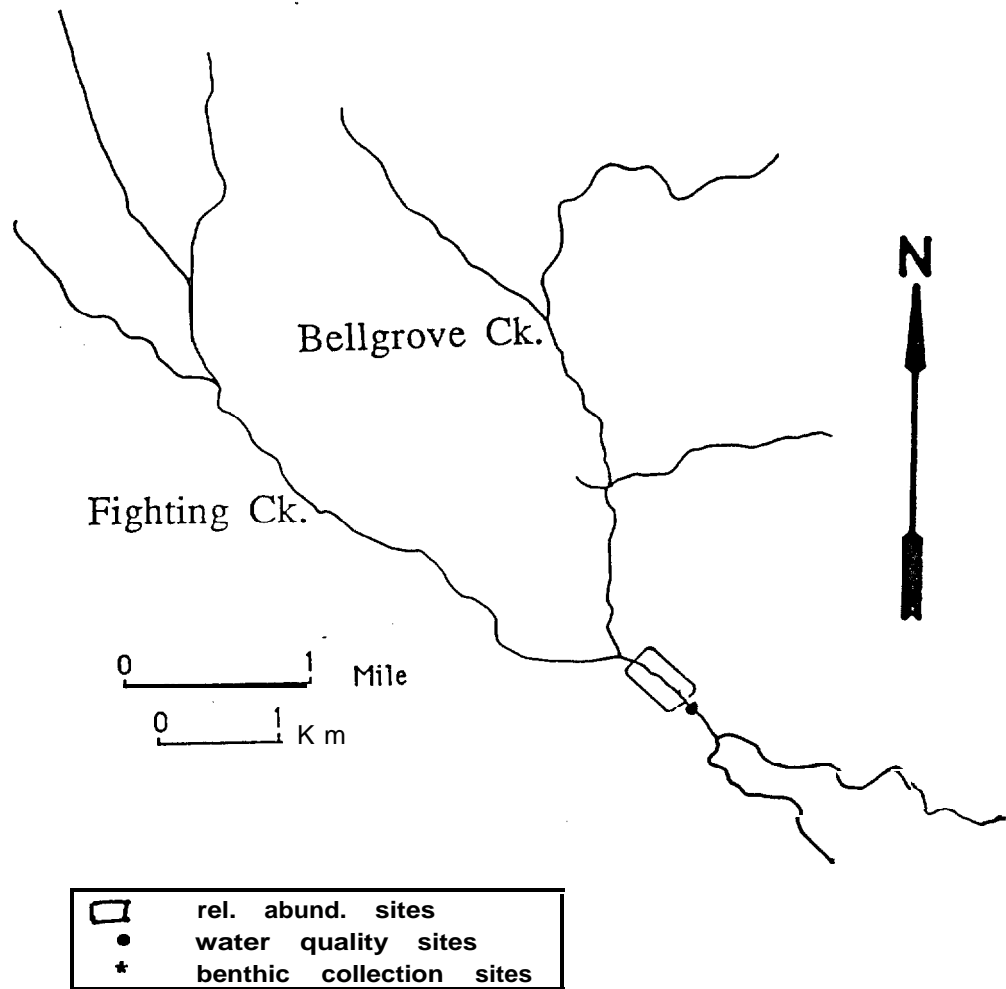 N
Bellgrove Ck.
Fighting Ck.
0 1 Mile
0 1 Km
rel. abund. sites
water quality sites
* benthic collection sites